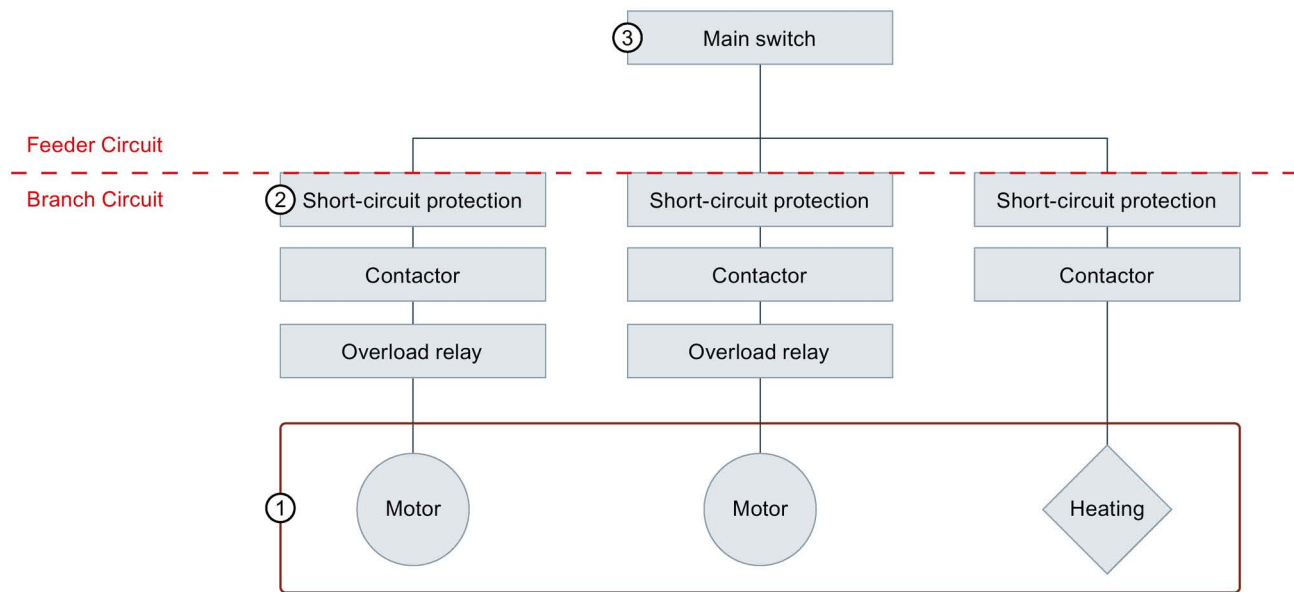 3 Main switch
Feeder Circuit
Branch Circuit
2 Short-circuit protection Short-circuit protection Short-circuit protection
Contactor Contactor Contactor
Overload relay Overload relay
1 Motor Motor Heating